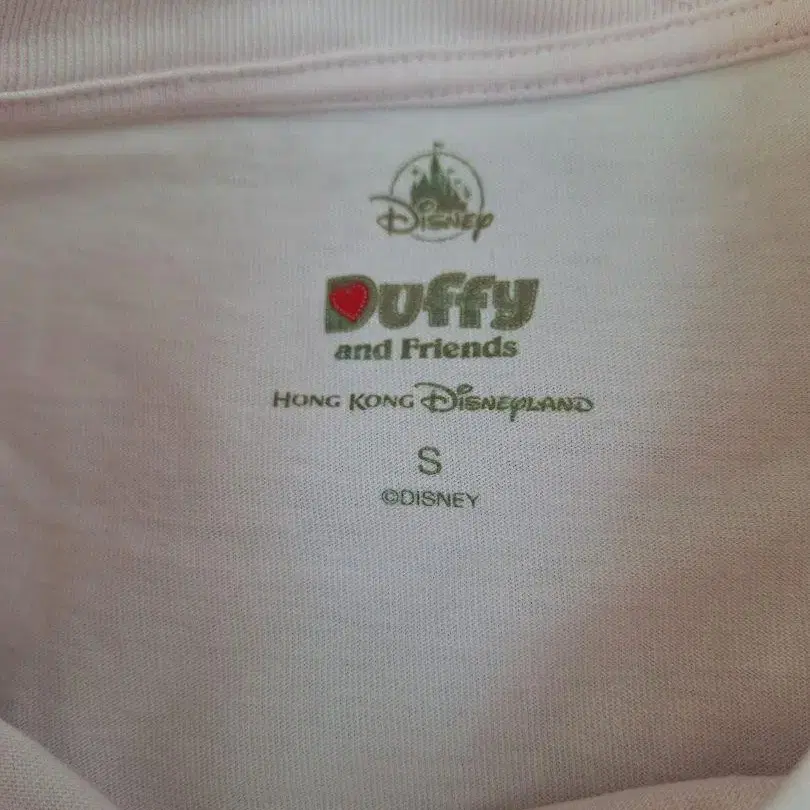 Disney
Duffy
and Friends
Hong Kong Disneyland
S
©DISNEY